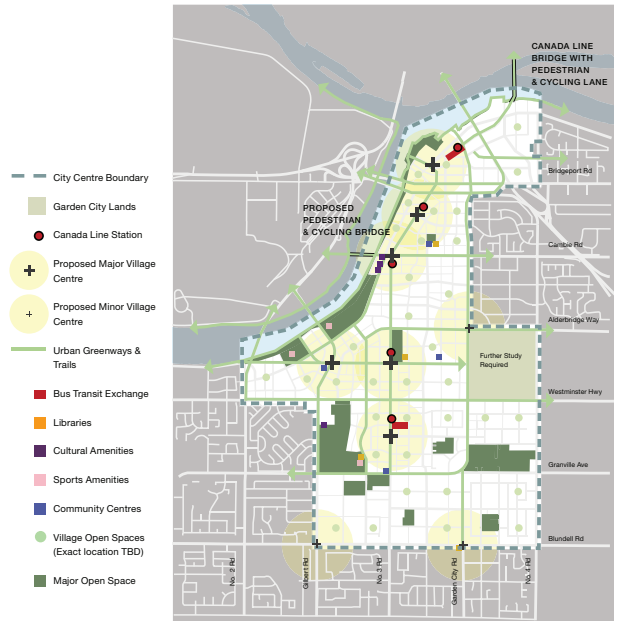 CANADA LINE
BRIDGE WITH
PEDESTRIAN
& CYCLING LANE
City Centre Boundary
Garden City Lands
Canada Line Station
Proposed Major Village
Centre
Proposed Minor Village
Centre
Urban Greenways &
Trails
Bus Transit Exchange
Libraries
Cultural Amenities
Sports Amenities
Community Centres
Village Open Spaces
(Exact location TBD)
Major Open Space
PROPOSED
PEDESTRIAN
& CYCLING BRIDGE
Bridgeport Rd
Cambie Rd
Alderbridge Way
Further Study
Required
Westminster Hwy
Granville Ave
Blundell Rd
No. 2 Rd
Gilbert Rd
No. 3 Rd
Garden City Rd
No. 4 Rd